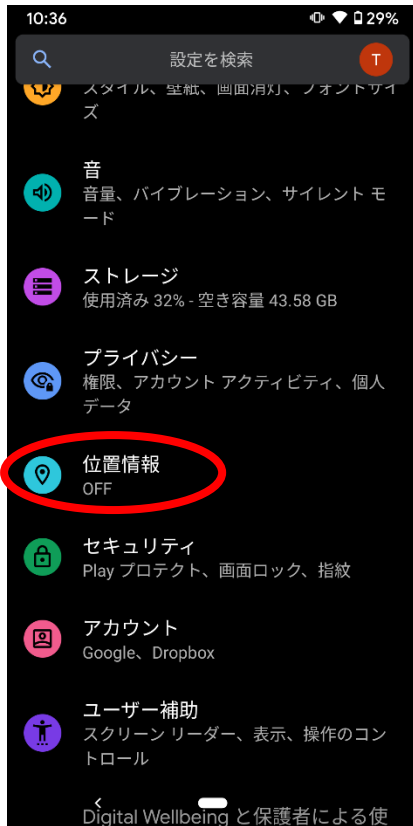 10:36
29%
設定を検索
T
スタイル、壁紙、画面消灯、フォントサイ
ズ
音
音量、バイブレーション、サイレント モ
ード
ストレージ
使用済み 32% - 空き容量 43.58 GB
プライバシー
権限、アカウント アクティビティ、個人
データ
位置情報
OFF
セキュリティ
Play プロテクト、画面ロック、指紋
アカウント
Google、Dropbox
ユーザー補助
スクリーン リーダー、表示、操作のコン
トロール
Digital Wellbeing と保護者による使